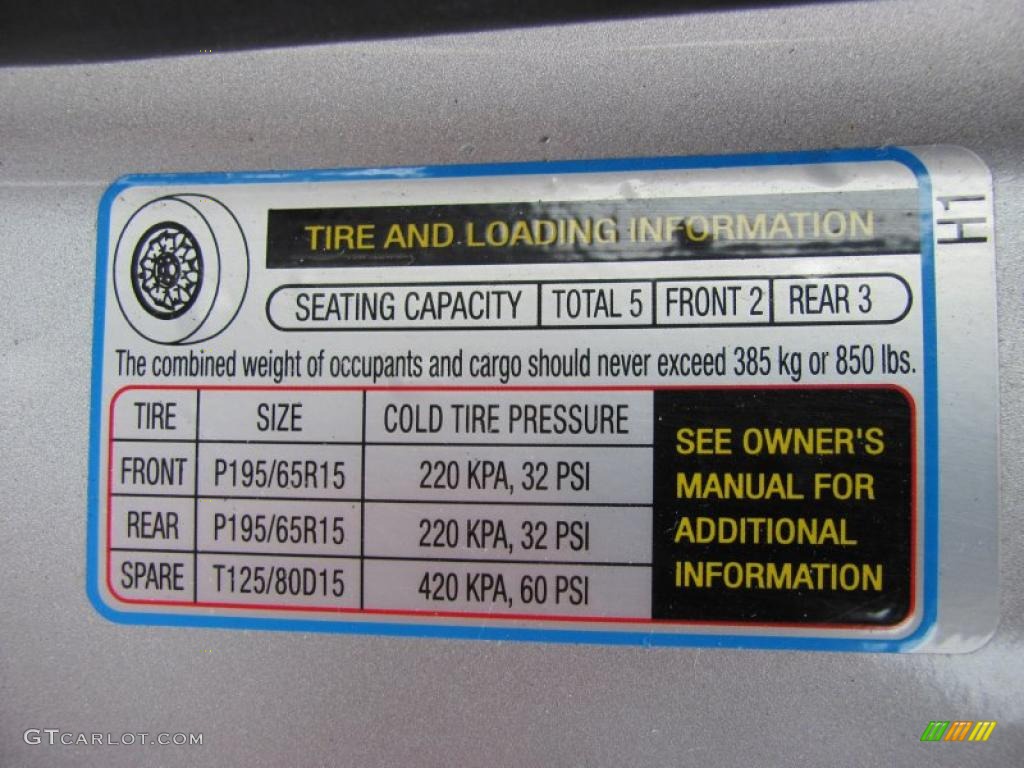 TIRE AND LOADING INFORMATION
H1
SEATING CAPACITY TOTAL 5 FRONT 2 REAR 3
The combined weight of occupants and cargo should never exceed 385 kg or 850 lbs.
TIRE SIZE COLD TIRE PRESSURE
FRONT P195/65R15 220 KPA, 32 PSI
REAR P195/65R15 220 KPA, 32 PSI
SPARE T125/80D15 420 KPA, 60 PSI
SEE OWNER'S
MANUAL FOR
ADDITIONAL
INFORMATION
GTCARLOT.COM